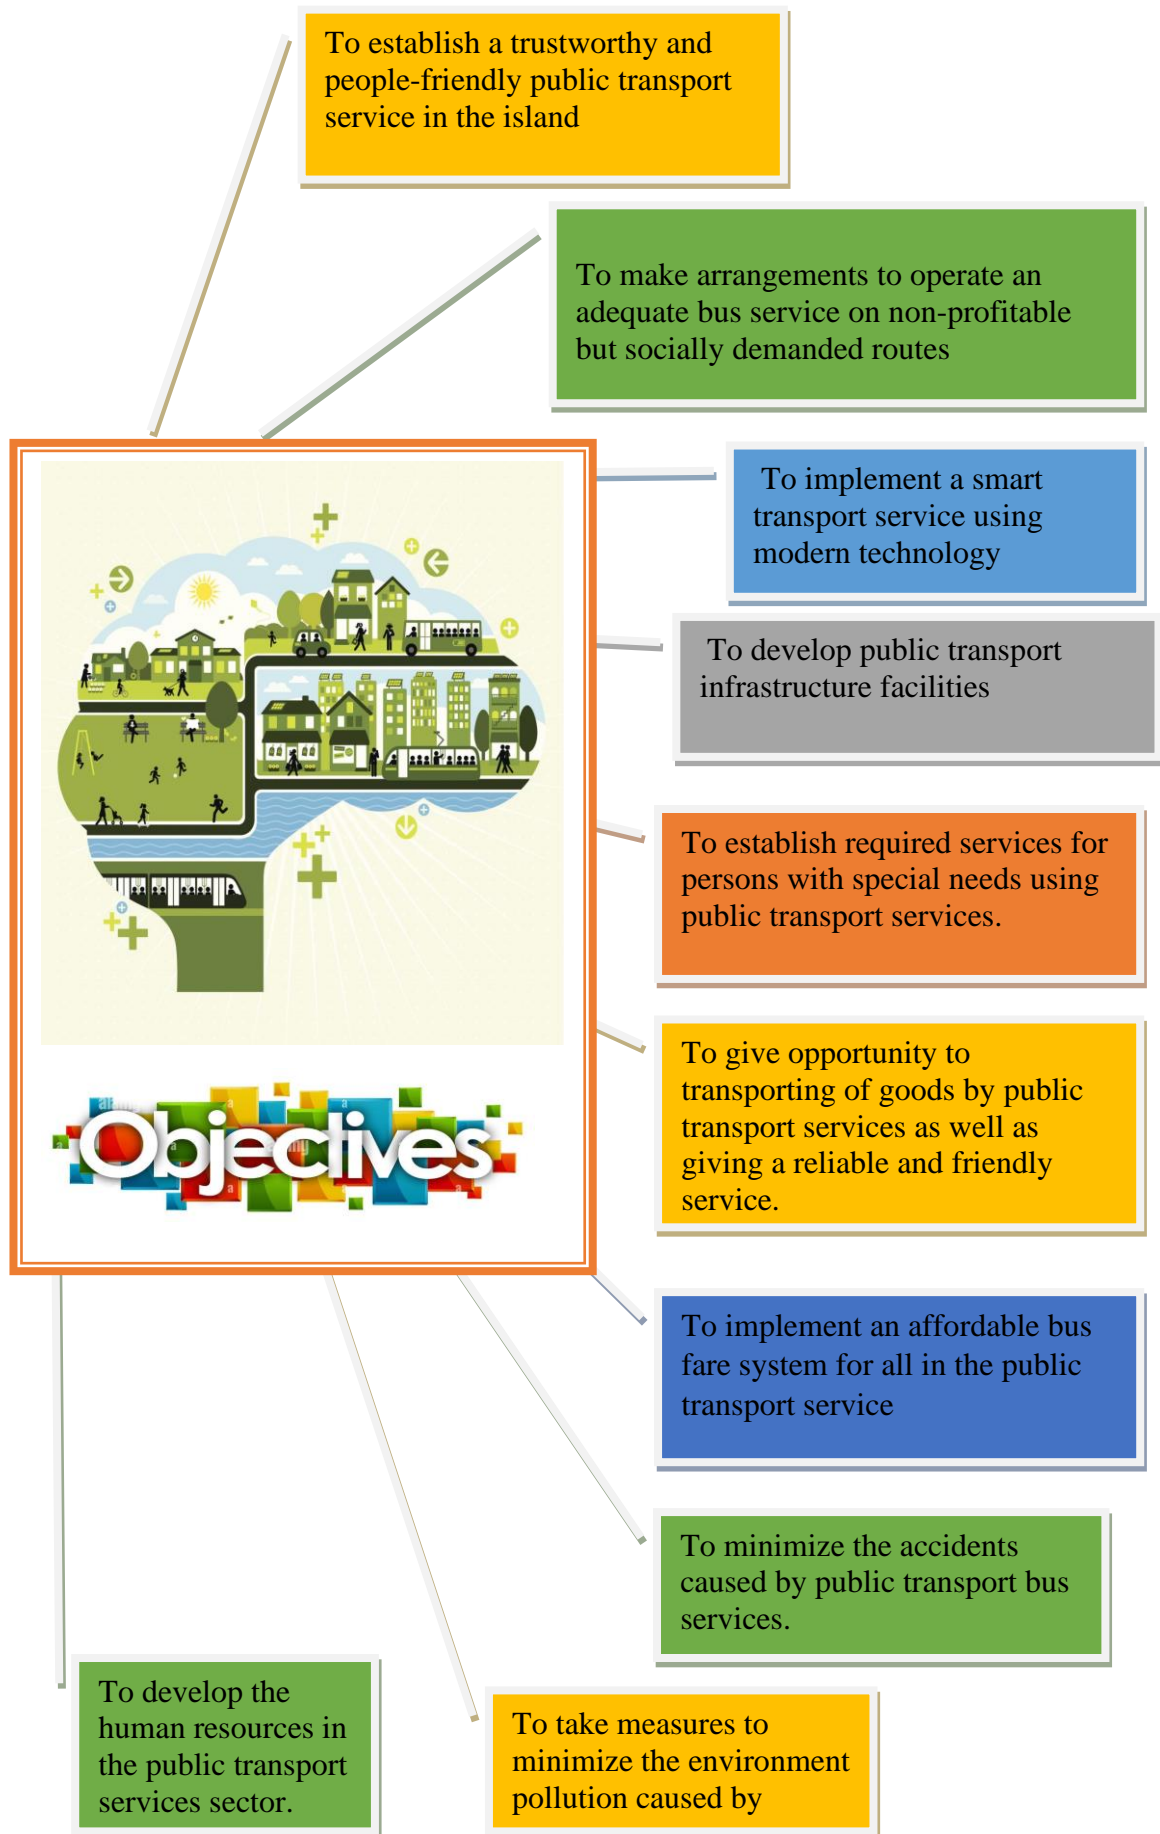 To establish a trustworthy and
people-friendly public transport
service in the island
To make arrangements to operate an
adequate bus service on non-profitable
but socially demanded routes
To implement a smart
transport service using
modern technology
To develop public transport
infrastructure facilities
To establish required services for
persons with special needs using
public transport services.
To give opportunity to
transporting of goods by public
transport services as well as
giving a reliable and friendly
service.
Objectives
To implement an affordable bus
fare system for all in the public
transport service
To minimize the accidents
caused by public transport bus
services.
To develop the
human resources in
the public transport
services sector.
To take measures to
minimize the environment
pollution caused by